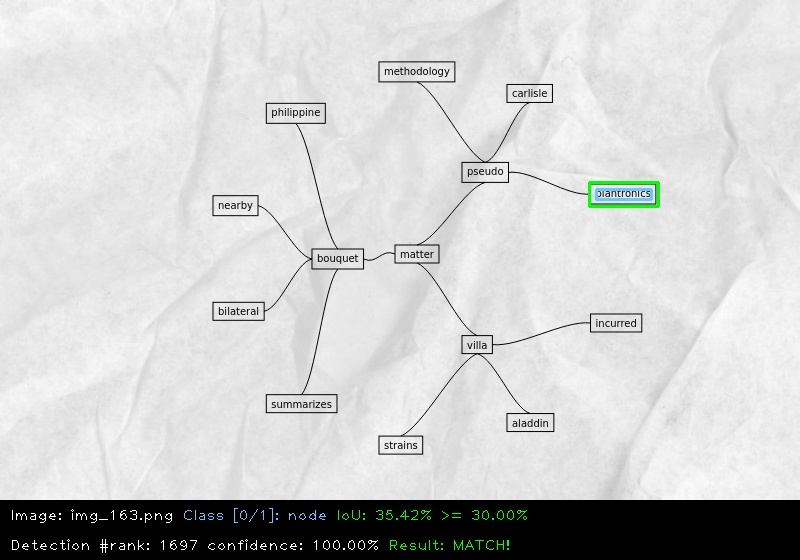 methodology
carlisle
philippine
pseudo
plantronics
nearby
matter
bouquet
bilateral
incurred
villa
summarizes
aladdin
strains
Image: img_163.png Class [0/1]: node IoU: 35.42% >= 30.00%
Detection #rank: 1697 confidence: 100.00% Result: MATCH!